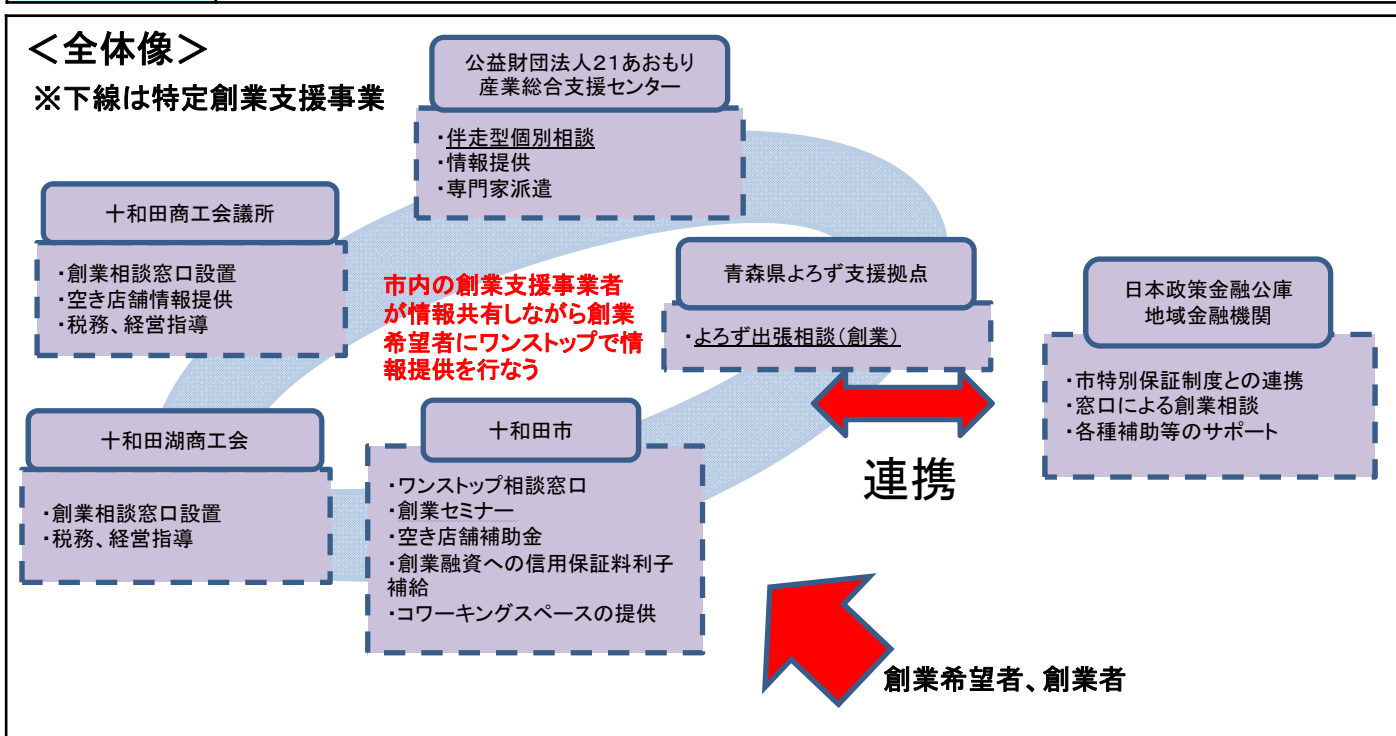 ＜全体像＞
※下線は特定創業支援事業
公益財団法人２１あおもり
産業総合支援センター
・伴走型個別相談
・情報提供
・専門家派遣
十和田商工会議所
・創業相談窓口設置
・空き店舗情報提供
・税務、経営指導
市内の創業支援事業者
が情報共有しながら創業
希望者にワンストップで情
報提供を行なう
青森県よろず支援拠点
・よろず出張相談（創業）
日本政策金融公庫
地域金融機関
・市特別保証制度との連携
・窓口による創業相談
・各種補助等のサポート
十和田湖商工会
・創業相談窓口設置
・税務、経営指導
十和田市
・ワンストップ相談窓口
・創業セミナー
・空き店舗補助金
・創業融資への信用保証料利子
補給
・コワーキングスペースの提供
連携
創業希望者、創業者